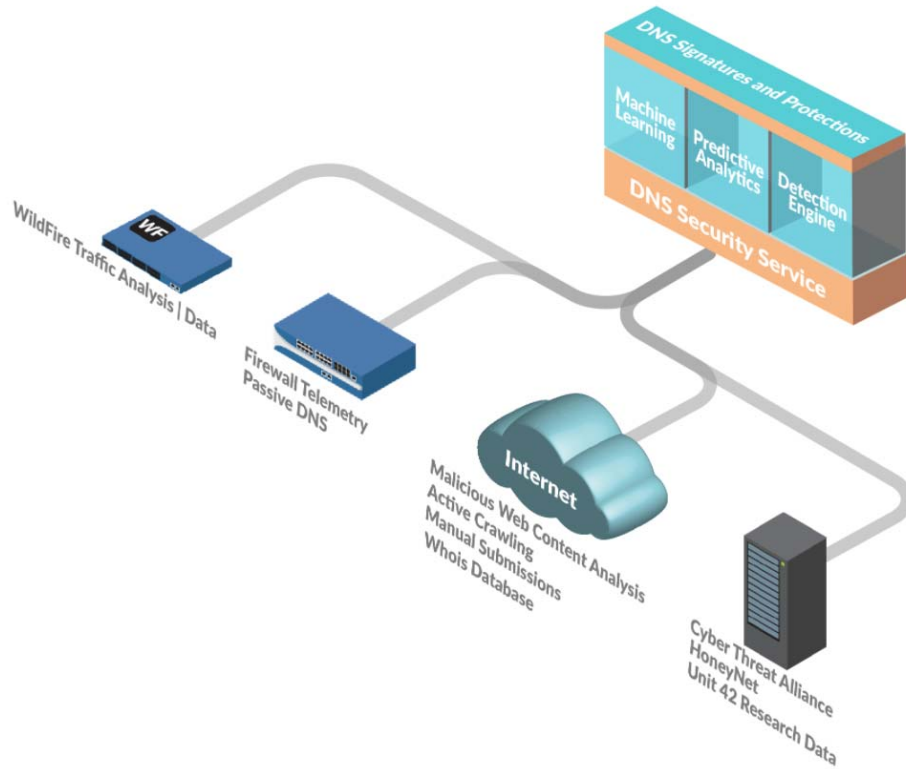 DNS Signatures and Protections
Machine
Learning
Predictive
Analytics
Detection
Engine
DNS Security Service
WF
WildFire Traffic Analysis | Data
Firewall Telemetry
Passive DNS
Internet
Malicious Web Content Analysis
Active Crawling
Manual Submissions
Whois Database
Cyber Threat Alliance
HoneyNet
Unit 42 Research Data